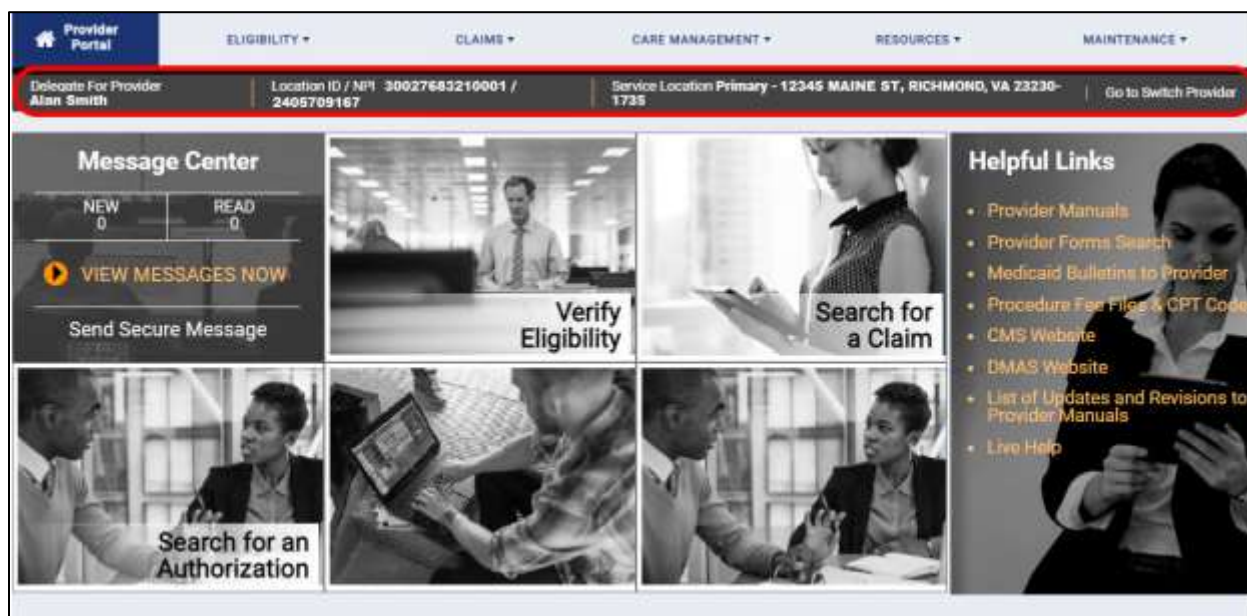 Provider
Portal
ELIGIBILITY
CLAIMS
CARE MANAGEMENT
RESOURCES
MAINTENANCE
Delegate For Provider
Alan Smith
Location ID / NPI 30027683210001 /
2405709167
Service Location Primary - 12345 MAINE ST, RICHMOND, VA 23230-
1735
Go to Switch Provider
Message Center
NEW
0
READ
0
VIEW MESSAGES NOW
Send Secure Message
Verify
Eligibility
Search for
a Claim
Helpful Links
Provider Manuals
Provider Forms Search
Medicaid Bulletins to Provider
Procedure Fee Files & CPT Code
CMS Website
DMAS Website
List of Updates and Revisions to
Provider Manuals
Live Help
Search for an
Authorization